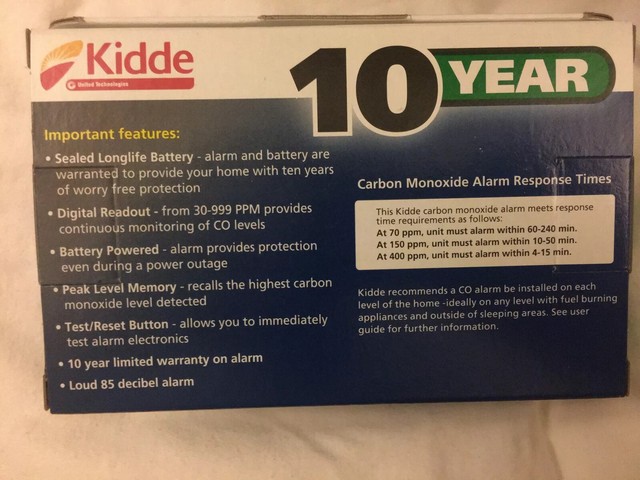 Kidde
United Technologies
10 YEAR
Important features:
• Sealed Longlife Battery - alarm and battery are
warranted to provide your home with ten years
of worry free protection
• Digital Readout - from 30-999 PPM provides
continuous monitoring of CO levels
• Battery Powered - alarm provides protection
even during a power outage
• Peak Level Memory - recalls the highest carbon
monoxide level detected
• Test/Reset Button - allows you to immediately
test alarm electronics
• 10 year limited warranty on alarm
• Loud 85 decibel alarm
Carbon Monoxide Alarm Response Times
This Kidde carbon monoxide alarm meets response
time requirements as follows:
At 70 ppm, unit must alarm within 60-240 min.
At 150 ppm, unit must alarm within 10-50 min.
At 400 ppm, unit must alarm within 4-15 min.
Kidde recommends a CO alarm be installed on each
level of the home -ideally on any level with fuel burning
appliances and outside of sleeping areas. See user
guide for further information.